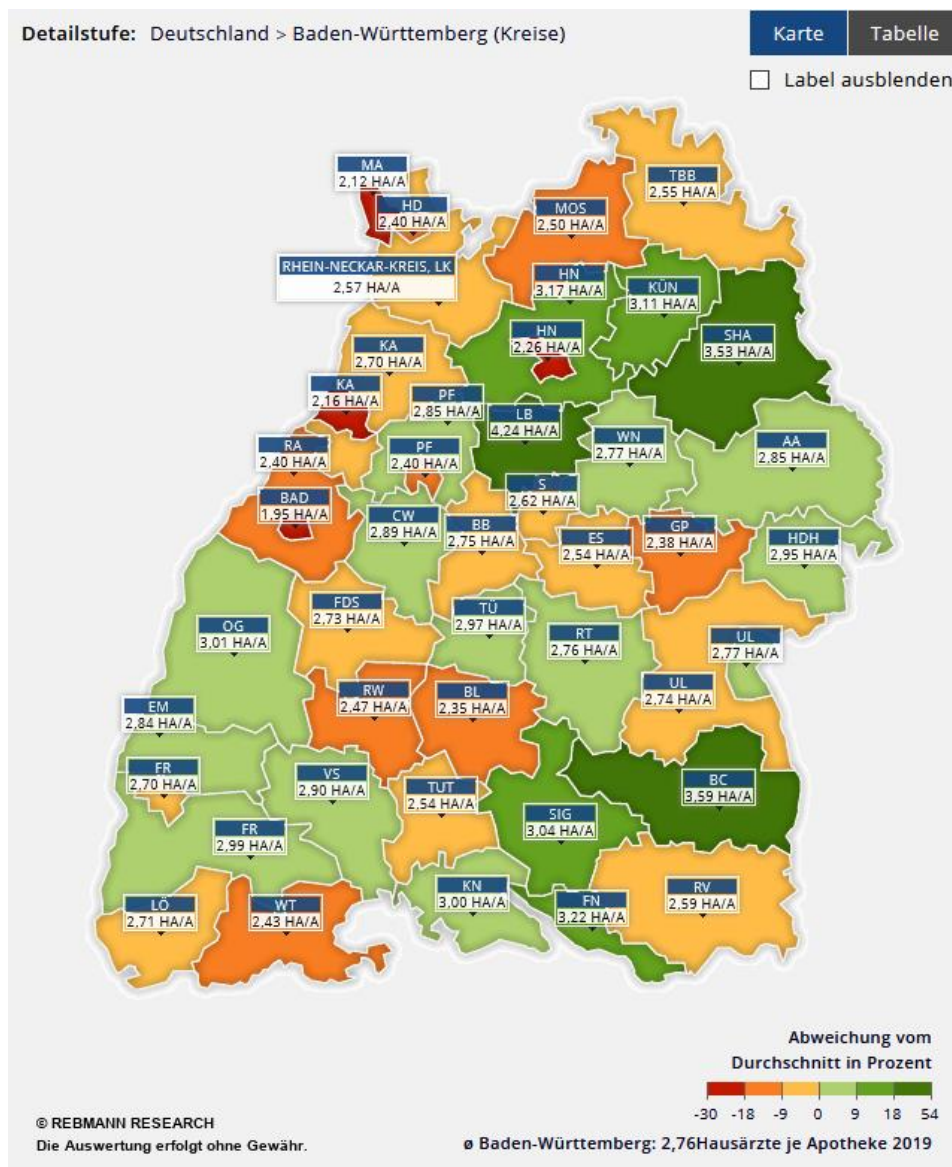 Detailstufe: Deutschland > Baden-Württemberg (Kreise)
Karte
Tabelle
Label ausblenden
MA
2,12 HA/A
HD
2,40 HA/A
TBB
2,55 HA/A
MOS
2,50 HA/A
RHEIN-NECKAR-KREIS, LK
2,57 HA/A
HN
3,17 HA/A
KÜN
3,11 HA/A
HN
2,26 HA/A
SHA
3,53 HA/A
KA
2,70 HA/A
KA
2,16 HA/A
PF
2,85 HA/A
LB
4,24 HA/A
WN
2,77 HA/A
AA
2,85 HA/A
RA
2,40 HA/A
PF
2,40 HA/A
S
2,62 HA/A
BAD
1,95 HA/A
CW
2,89 HA/A
BB
2,75 HA/A
ES
2,54 HA/A
GP
2,38 HA/A
HDH
2,95 HA/A
FDS
2,73 HA/A
TÜ
2,97 HA/A
OG
3,01 HA/A
RT
2,76 HA/A
UL
2,77 HA/A
RW
2,47 HA/A
BL
2,35 HA/A
UL
2,74 HA/A
EM
2,84 HA/A
FR
2,70 HA/A
VS
2,90 HA/A
TUT
2,54 HA/A
BC
3,59 HA/A
SIG
3,04 HA/A
FR
2,99 HA/A
LÖ
2,71 HA/A
WT
2,43 HA/A
KN
3,00 HA/A
FN
3,22 HA/A
RV
2,59 HA/A
Abweichung vom
Durchschnitt in Prozent
-30 -18 -9 0 9 18 54
© REBMANN RESEARCH
Die Auswertung erfolgt ohne Gewähr.
ø Baden-Württemberg: 2,76Hausärzte je Apotheke 2019